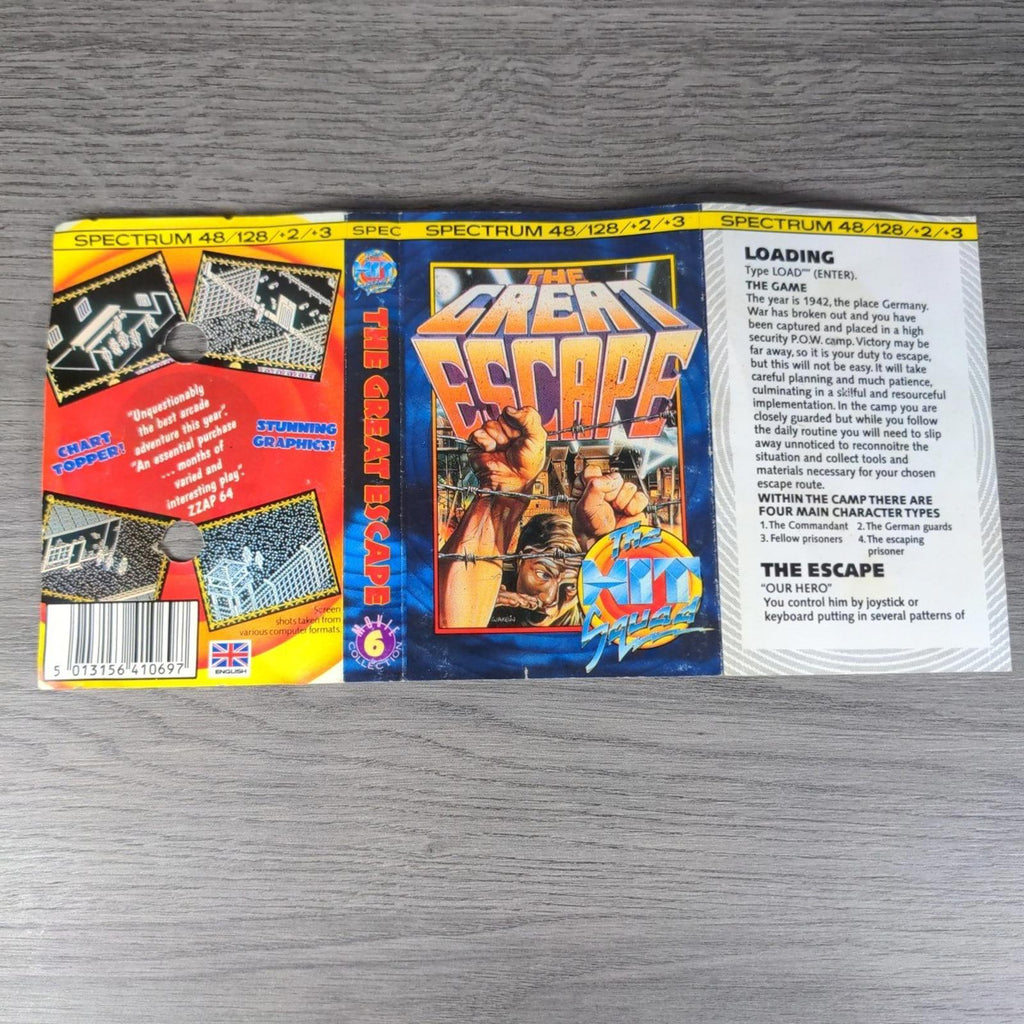 SPECTRUM 48/128/+2/+3
CHART
TOPPER!
"Unquestionably
the best arcade
adventure this year".
"An essential purchase
... months of
varied and
interesting play"
ZZAP 64
STUNNING
GRAPHICS!
Screen
shots taken from
various computer formats.
5 013156 410697
ENGLISH
SPEC
THE HIT SQUAD
THE GREAT ESCAPE
MOVIE
6
COLLECTION
SPECTRUM 48/128/+2/+3
THE
GREAT
ESCAPE
The
HIT
Squad
SPECTRUM 48/128/+2/+3
LOADING
Type LOAD"" (ENTER).
THE GAME
The year is 1942, the place Germany.
War has broken out and you have
been captured and placed in a high
security P.O.W. camp. Victory may be
far away, so it is your duty to escape,
but this will not be easy. It will take
careful planning and much patience,
culminating in a skilful and resourceful
implementation. In the camp you are
closely guarded but while you follow
the daily routine you will need to slip
away unnoticed to reconnoitre the
situation and collect tools and
materials necessary for your chosen
escape route.
WITHIN THE CAMP THERE ARE
FOUR MAIN CHARACTER TYPES
1. The Commandant 2. The German guards
3. Fellow prisoners 4. The escaping
prisoner
THE ESCAPE
"OUR HERO"
You control him by joystick or
keyboard putting in several patterns of